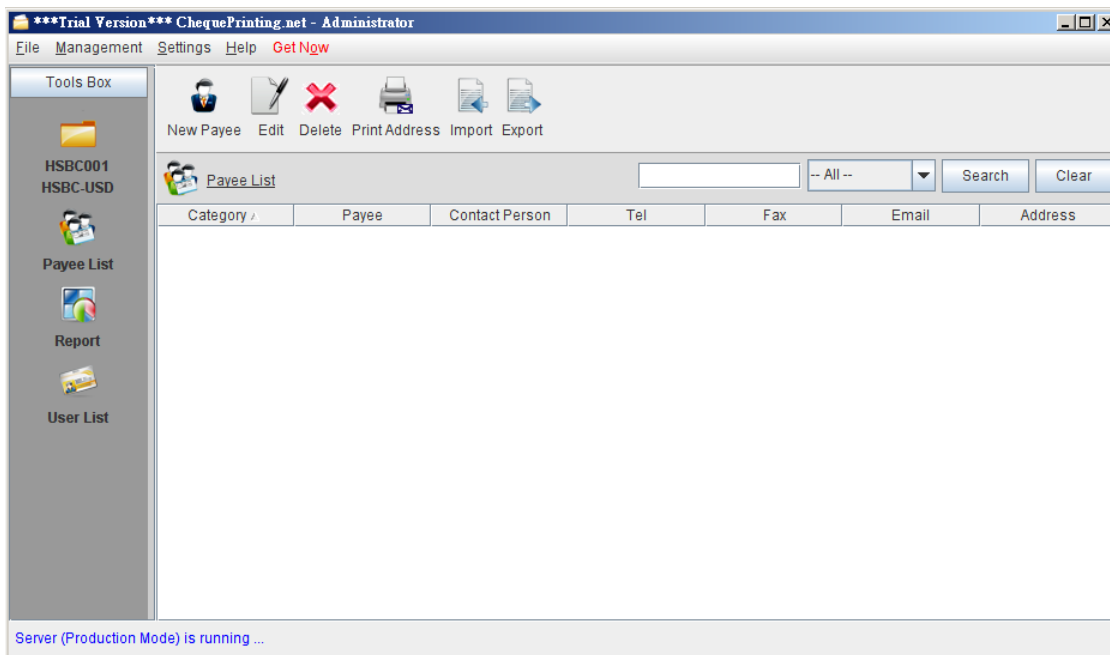 ***Trial Version*** ChequePrinting.net - Administrator
File Management Settings Help Get Now
Tools Box
HSBC001
HSBC-USD
Payee List
Report
User List
New Payee Edit Delete Print Address Import Export
Payee List -- All -- Search Clear
Category Payee Contact Person Tel Fax Email Address
Server (Production Mode) is running ...